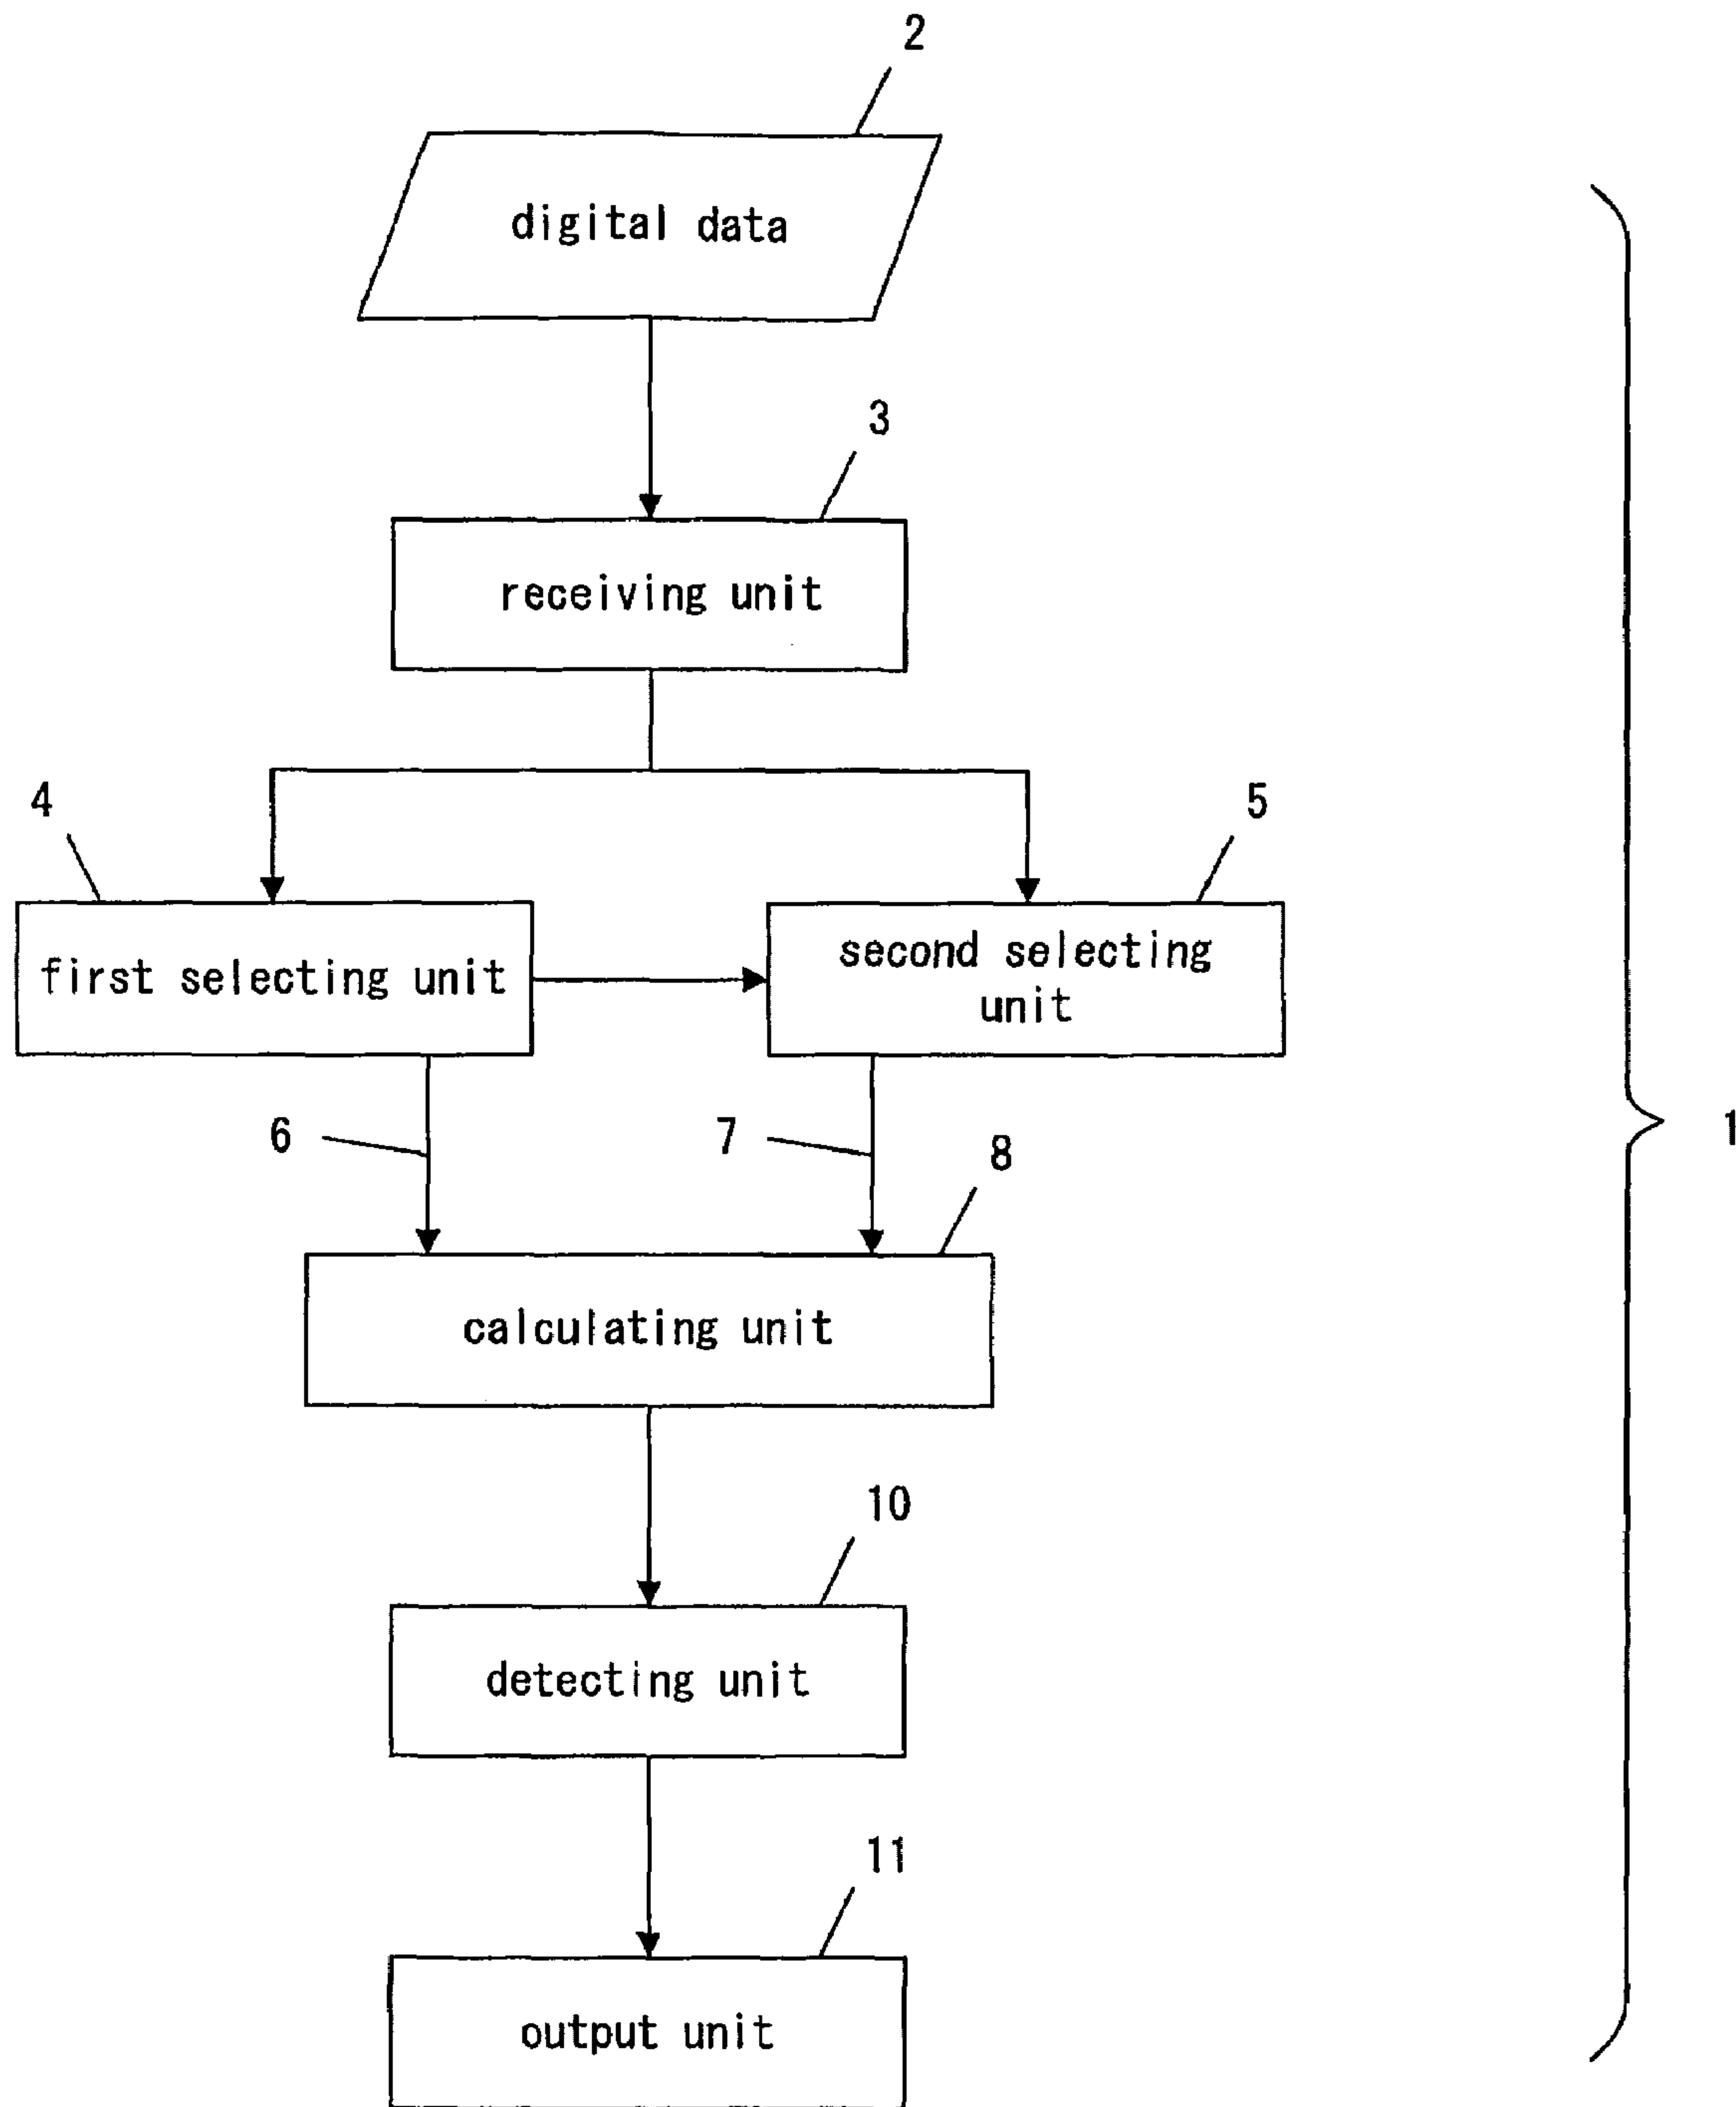 2
digital data
3
receiving unit
4
5
first selecting unit
second selecting
unit
6
7
8
calculating unit
1
10
detecting unit
11
output unit